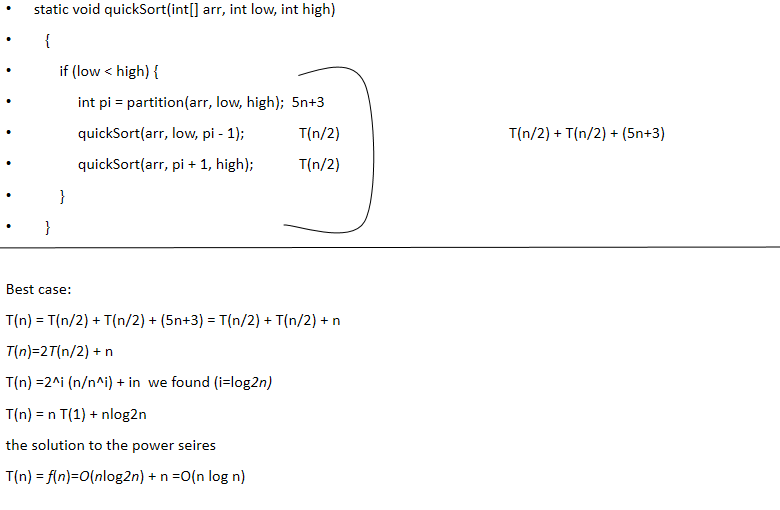 • static void quickSort(int[] arr, int low, int high)
• {
• if (low < high) {
• int pi = partition(arr, low, high); 5n+3
• quickSort(arr, low, pi - 1); T(n/2) T(n/2) + T(n/2) + (5n+3)
• quickSort(arr, pi + 1, high); T(n/2)
• }
• }
Best case:
T(n) = T(n/2) + T(n/2) + (5n+3) = T(n/2) + T(n/2) + n
T(n)=2T(n/2) + n
T(n) =2^i (n/n^i) + in we found (i=log2n)
T(n) = n T(1) + nlog2n
the solution to the power seires
T(n) = f(n)=O(nlog2n) + n =O(n log n)